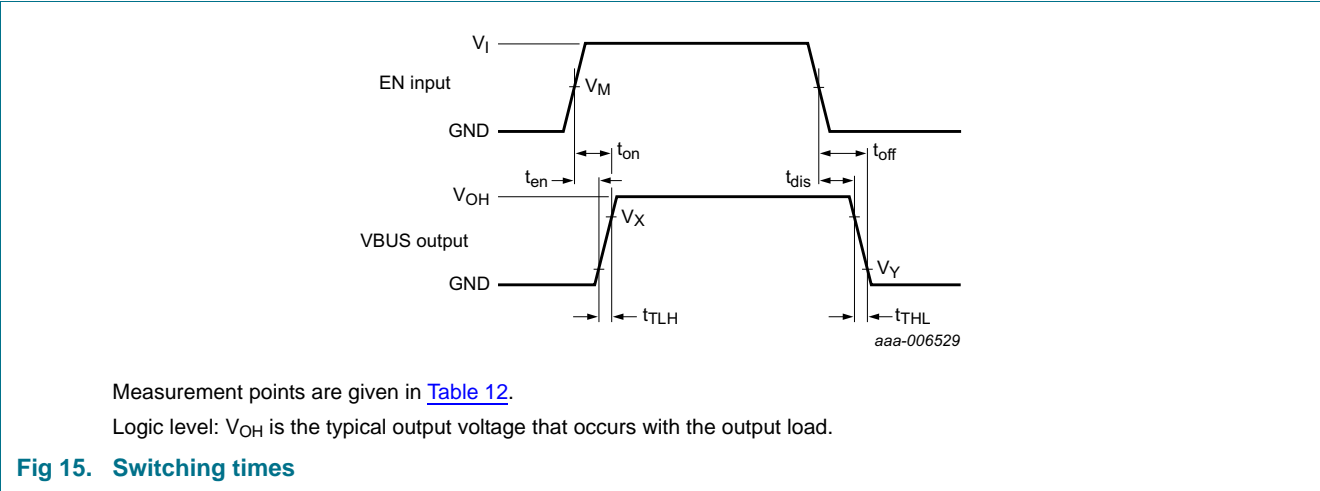 VI
EN input
VM
GND
ton
toff
ten
tdis
VOH
VX
VBUS output
VY
GND
tTLH
tTHL
aaa-006529
Measurement points are given in Table 12.
Logic level: VOH is the typical output voltage that occurs with the output load.
Fig 15. Switching times